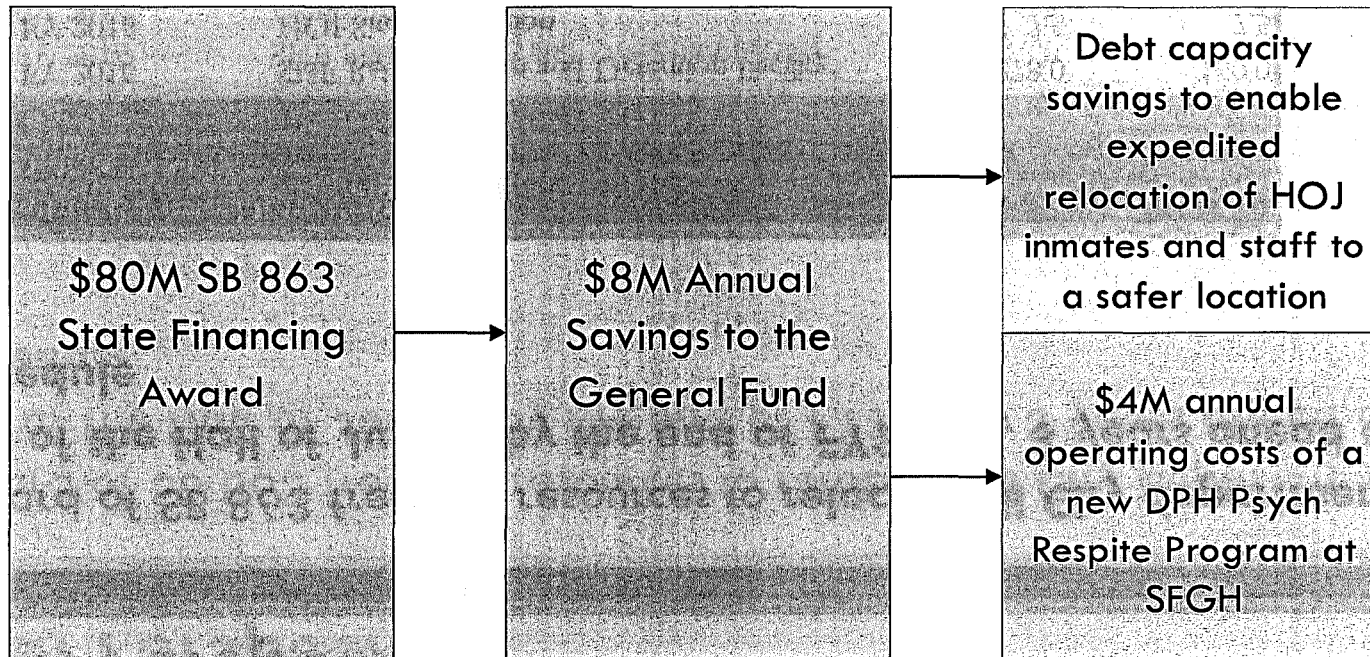 $80M SB 863
State Financing
Award
$8M Annual
Savings to the
General Fund
Debt capacity
savings to enable
expedited
relocation of HOJ
inmates and staff to
a safer location
$4M annual
operating costs of a
new DPH Psych
Respite Program at
SFGH